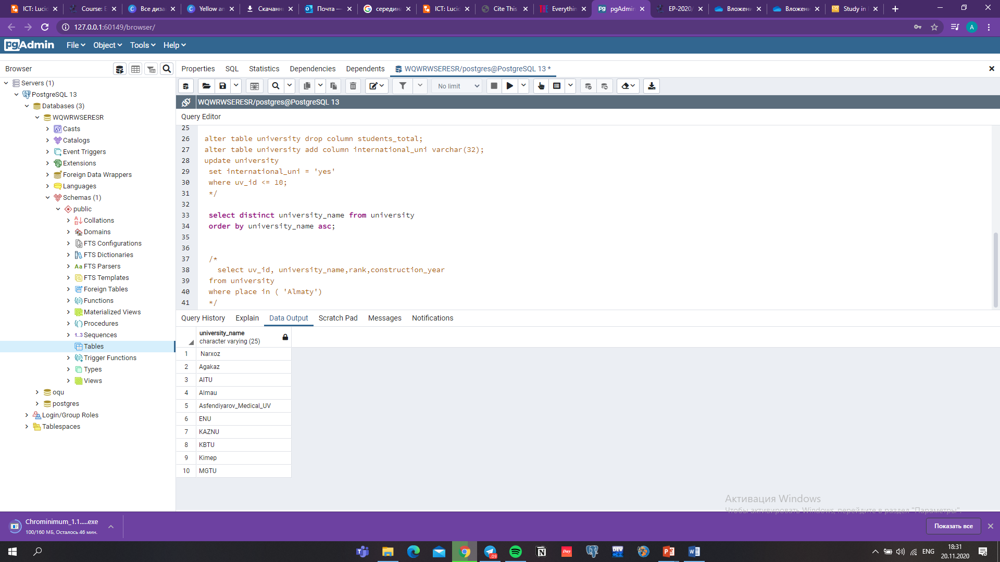 ICT: Lucid
Course: E
Все диза
Yellow an
Скачанн
Почта —
середина
ICT: Lucid
Cite This
Everythin
pgAdmin
EP-2020/
Вложени
Вложени
Study in
127.0.0.1:60149/browser/
A
pgAdmin
File
Object
Tools
Help
Browser
Properties
SQL
Statistics
Dependencies
Dependents
WQWRWSERESR/postgres@PostgreSQL 13 *
No limit
WQWRWSERESR/postgres@PostgreSQL 13
Query Editor
Servers (1)
PostgreSQL 13
Databases (3)
WQWRWSERESR
Casts
Catalogs
Event Triggers
Extensions
Foreign Data Wrappers
Languages
Schemas (1)
public
Collations
Domains
FTS Configurations
FTS Dictionaries
FTS Parsers
FTS Templates
Foreign Tables
Functions
Materialized Views
Procedures
1..3 Sequences
Tables
Trigger Functions
Types
Views
oqu
postgres
Login/Group Roles
Tablespaces
25
26 alter table university drop column students_total;
27 alter table university add column international_uni varchar(32);
28 update university
29 set international_uni = 'yes'
30 where uv_id <= 10;
31 */
32
33 select distinct university_name from university
34 order by university_name asc;
35
36
37 /*
38 select uv_id, university_name,rank,construction_year
39 from university
40 where place in ( 'Almaty')
41 */
Query History
Explain
Data Output
Scratch Pad
Messages
Notifications
university_name
character varying (25)
1 Narxoz
2 Agakaz
3 AITU
4 Almau
5 Asfendiyarov_Medical_UV
6 ENU
7 KAZNU
8 KBTU
9 Kimep
10 MGTU
Активация Windows
Чтобы активировать Windows, перейдите в раздел "Параметры".
Chrominimum_1.1.....exe
100/160 МБ, Осталось 46 мин.
Показать все
ENG
18:31
20.11.2020